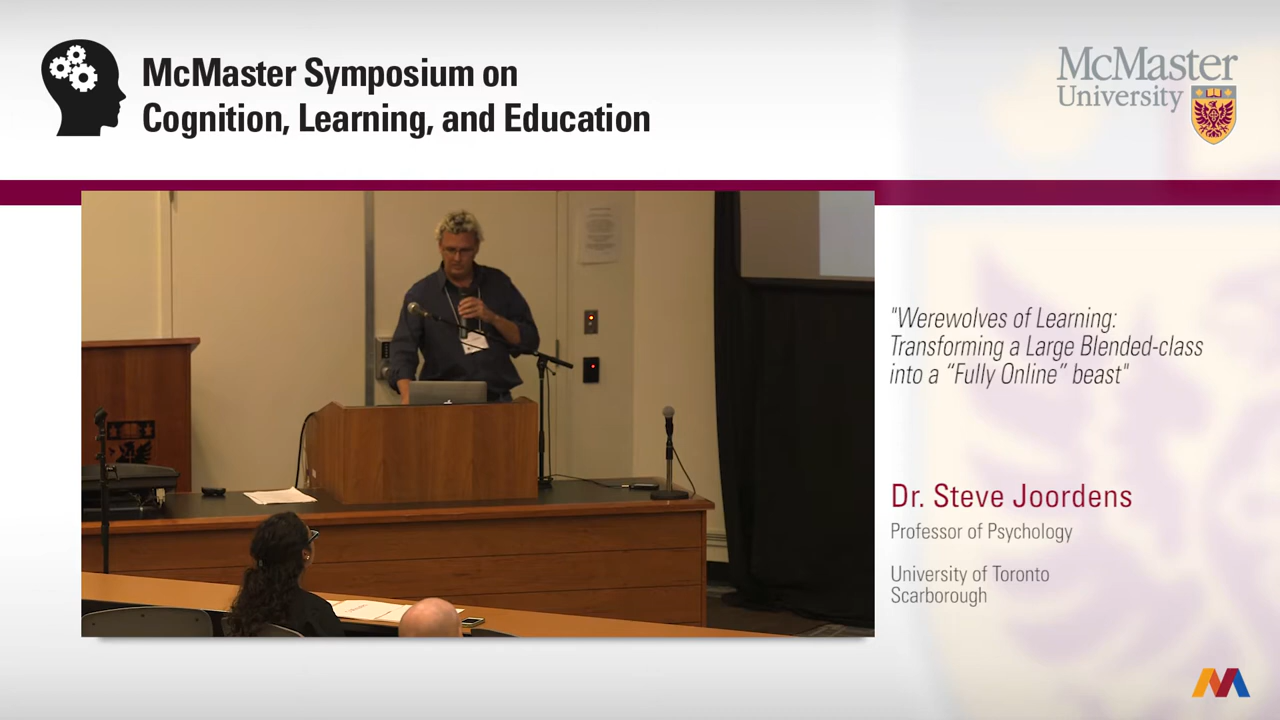 McMaster Symposium on
Cognition, Learning, and Education
McMaster
University
"Werewolves of Learning:
Transforming a Large Blended-class
into a “Fully Online” beast"
Dr. Steve Joordens
Professor of Psychology
University of Toronto
Scarborough